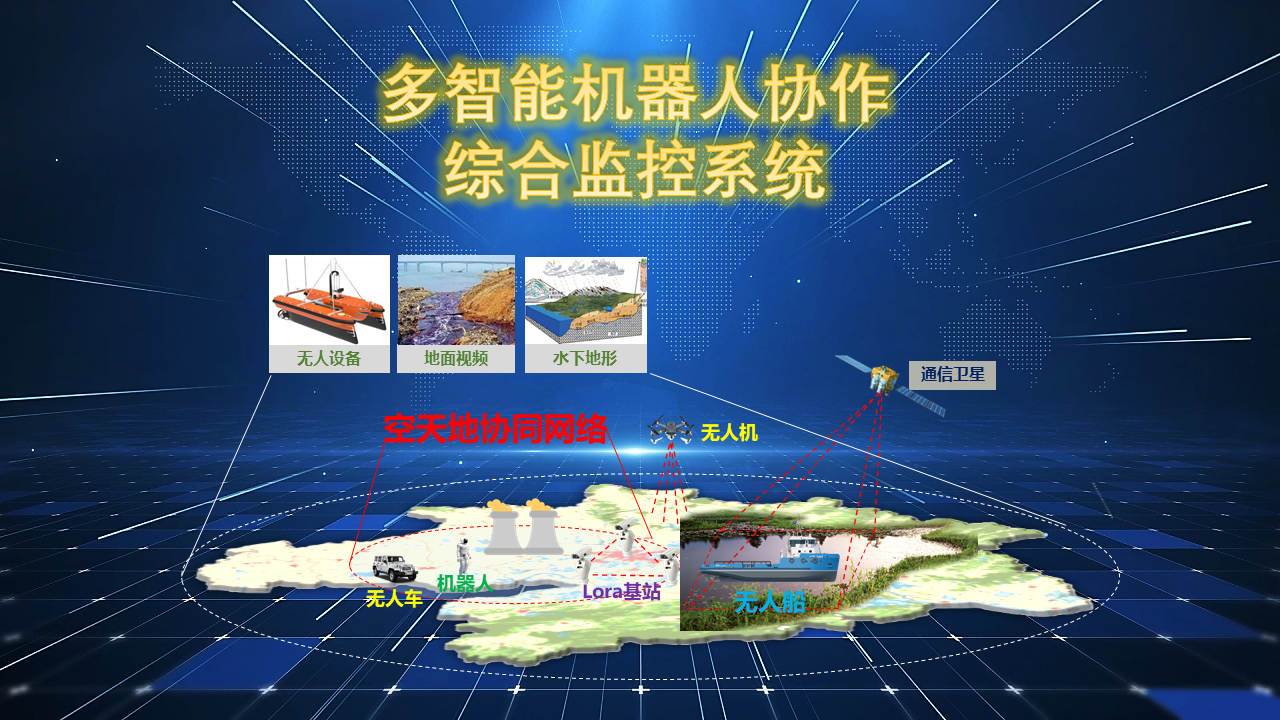 多智能机器人协作
综合监控系统
无人设备
地面视频
水下地形
通信卫星
空天地协同网络
无人机
无人车
机器人
Lora基站
无人船